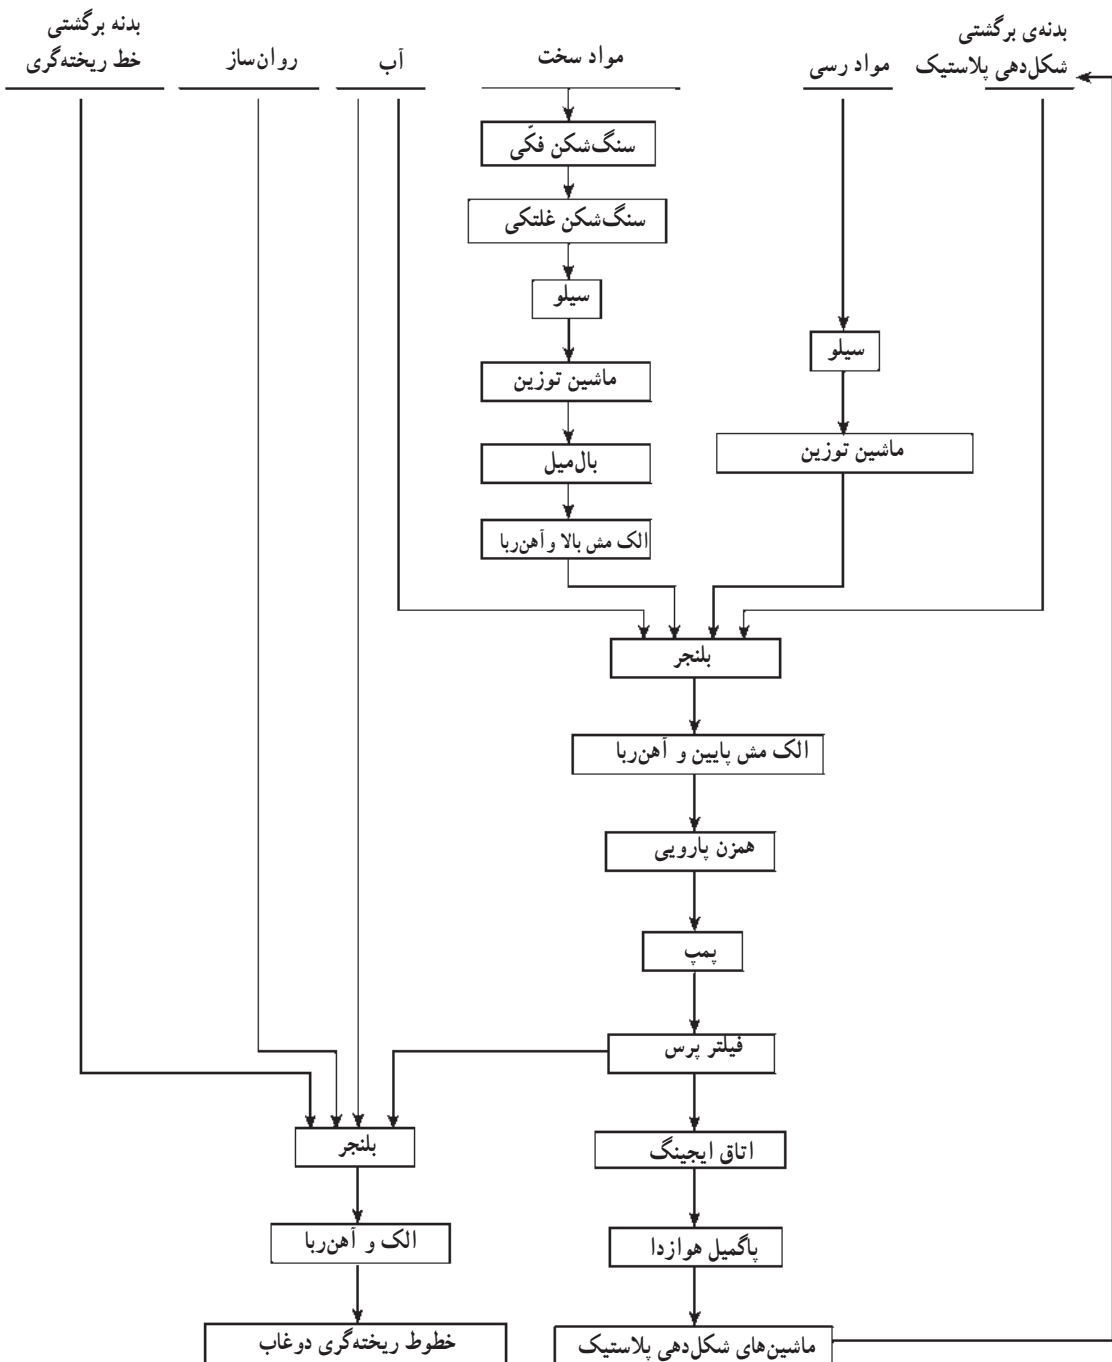 بدنه‌ی برگشتی
شکل‌دهی پلاستیک
مواد رسی
مواد سخت
آب
روان‌ساز
بدنه برگشتی
خط ریخته‌گری
سنگ‌شکن فکّی
سنگ‌شکن غلتکی
سیلو
سیلو
ماشین توزین
ماشین توزین
بال‌میل
الک مش بالا و آهن‌ربا
بلنجر
الک مش پایین و آهن‌ربا
همزن پارویی
پمپ
فیلتر پرس
اتاق ایجینگ
بلنجر
پاگمیل هوازدا
الک و آهن‌ربا
ماشین‌های شکل‌دهی پلاستیک
خطوط ریخته‌گری دوغاب